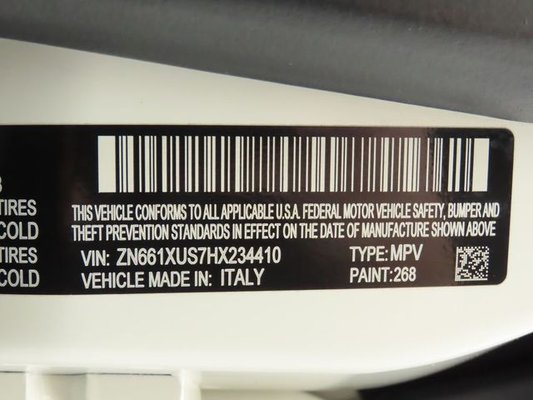 TIRES
THIS VEHICLE CONFORMS TO ALL APPLICABLE U.S.A. FEDERAL MOTOR VEHICLE SAFETY, BUMPER AND
COLD
THEFT PREVENTION STANDARDS IN EFFECT ON THE DATE OF MANUFACTURE SHOWN ABOVE
TIRES
VIN: ZN661XUS7HX234410 TYPE: MPV
COLD
VEHICLE MADE IN: ITALY PAINT: 268